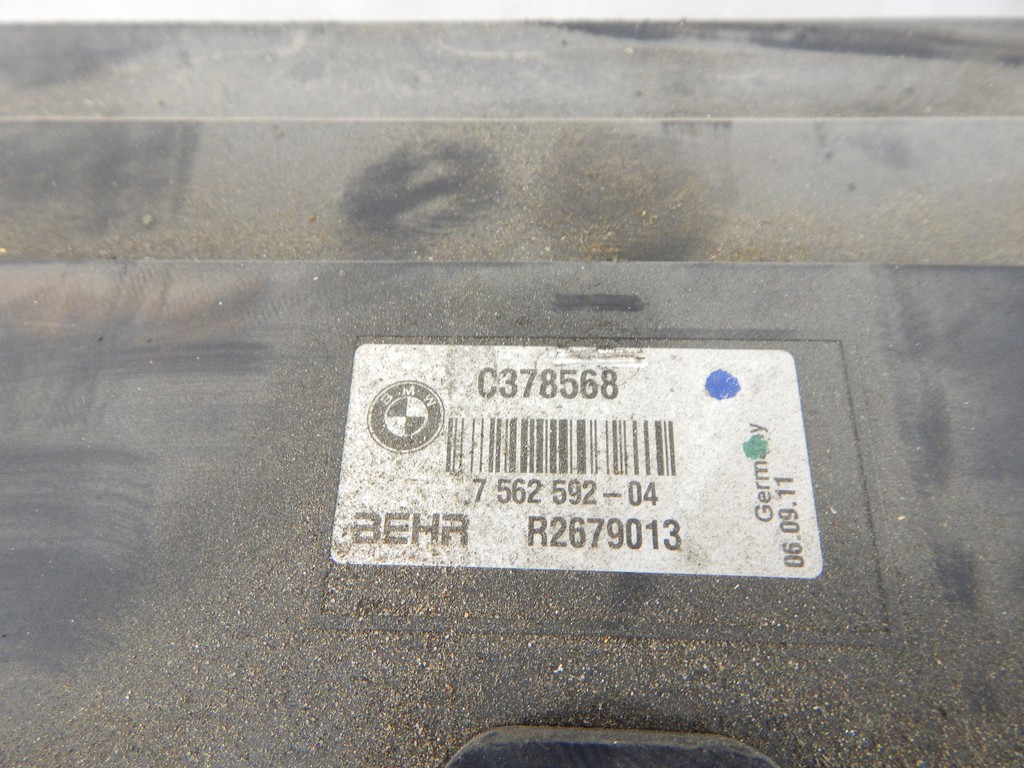 C378568
BMW
7 562 592-04
BEHR R2679013
Germany
06.09.11